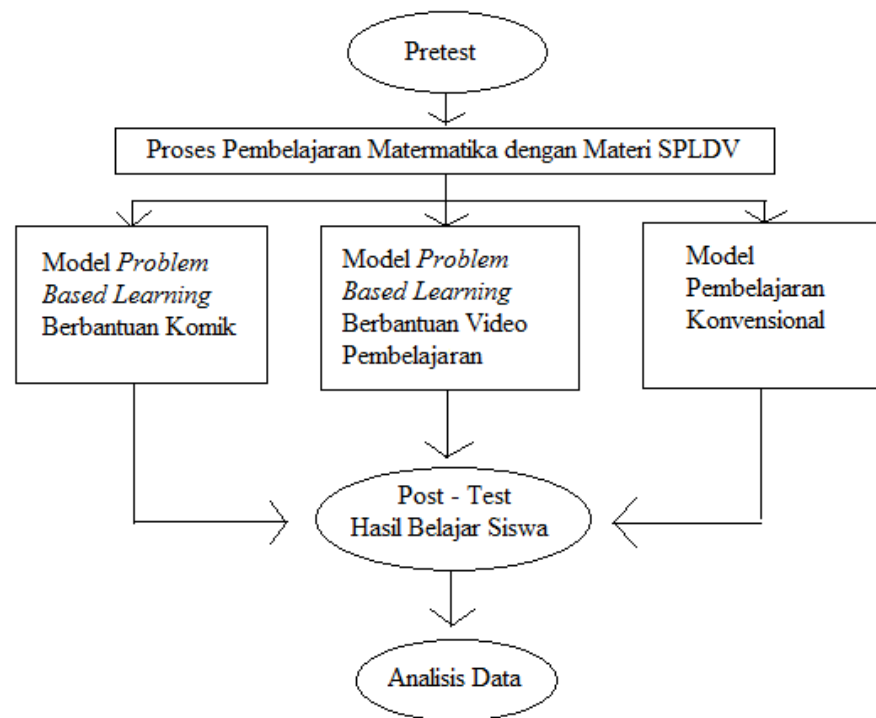 Pretest
Proses Pembelajaran Matermatika dengan Materi SPLDV
Model Problem
Based Learning
Berbantuan Komik
Model Problem
Based Learning
Berbantuan Video
Pembelajaran
Model
Pembelajaran
Konvensional
Post - Test
Hasil Belajar Siswa
Analisis Data